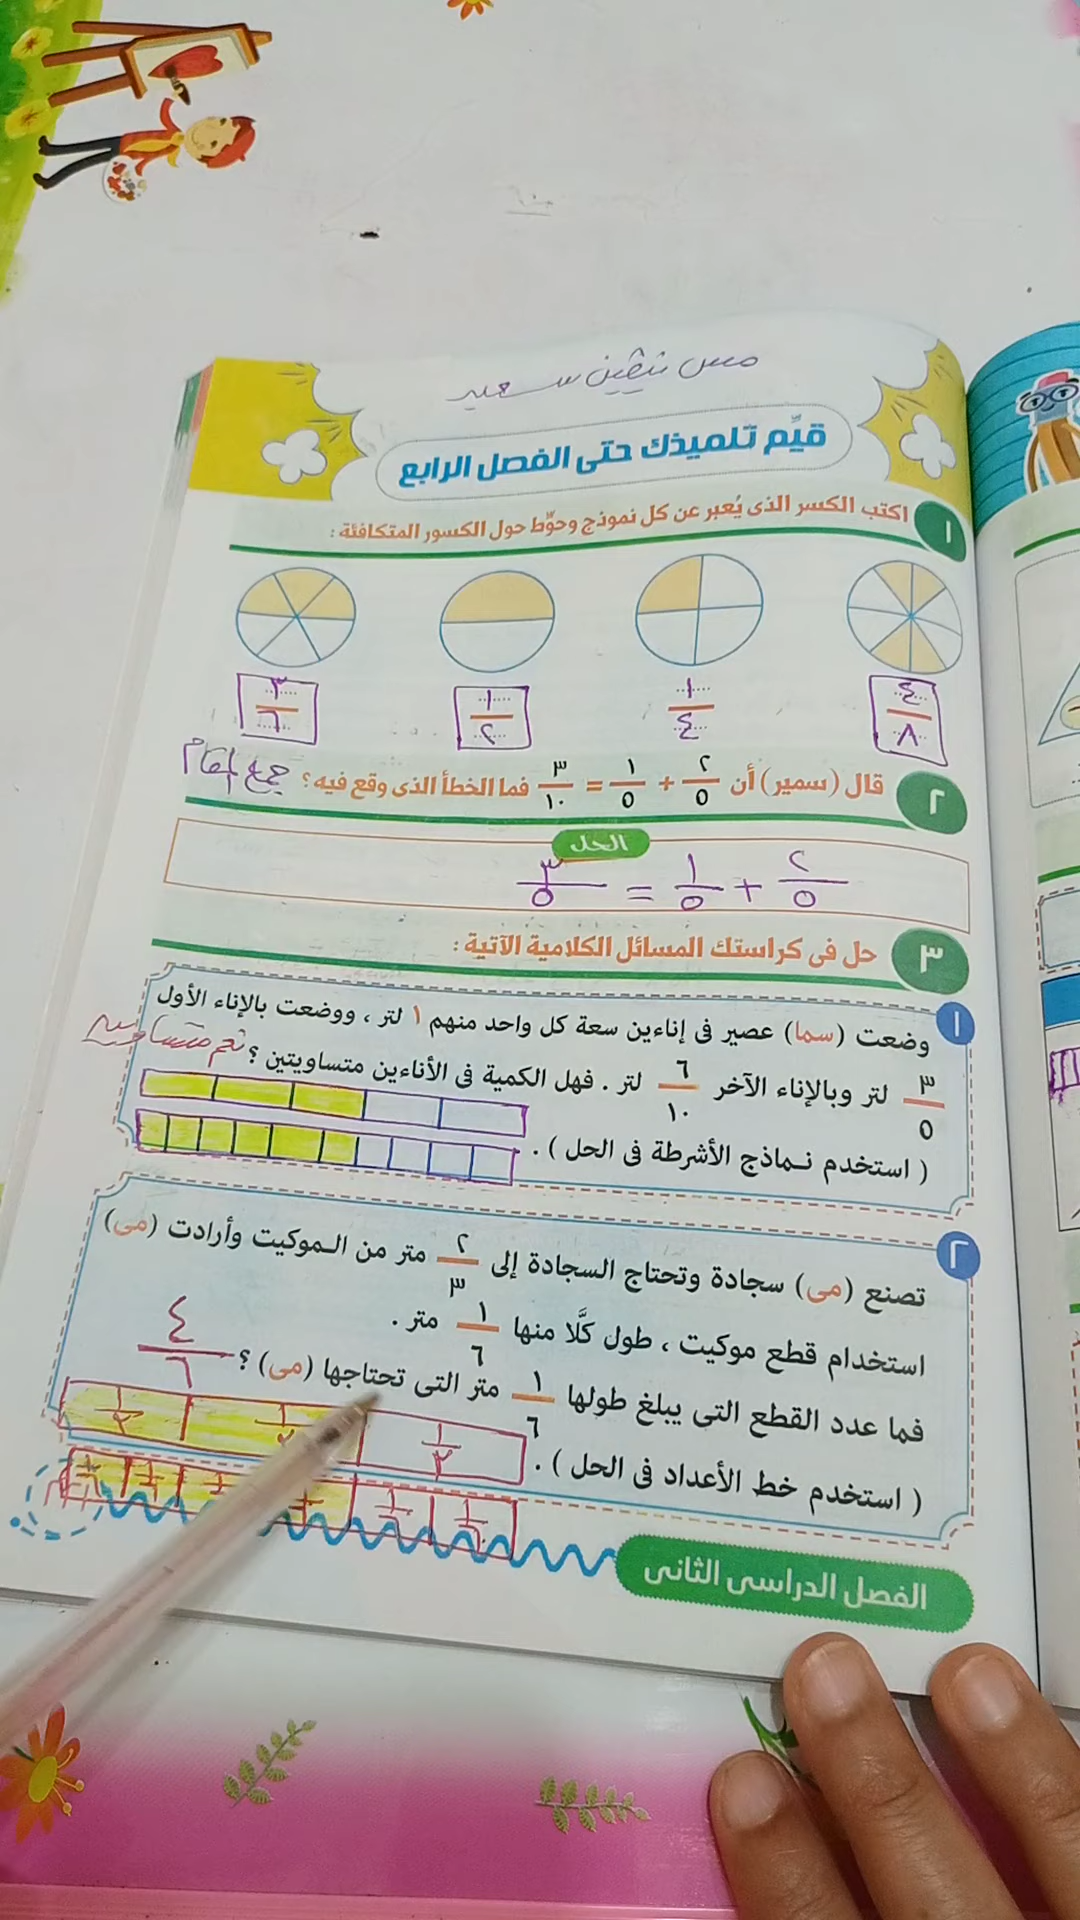 مس نيڤين سعيد
قيِّم تلميذك حتى الفصل الرابع
١ اكتب الكسر الذى يُعبر عن كل نموذج وحوِّط حول الكسور المتكافئة :
٤/٨ ١/٤ ١/٢ ٣/٦
٢ قال (سمير) أن ٢/٥ + ١/٥ = ٣/١٠ فما الخطأ الذى وقع فيه ؟ جمع المقام
الحل
٢/٥ + ١/٥ = ٣/٥
٣ حل فى كراستك المسائل الكلامية الآتية :
١ وضعت (سما) عصير فى إناءين سعة كل واحد منهم ١ لتر ، ووضعت بالإناء الأول
٣/٥ لتر وبالإناء الآخر ٦/١٠ لتر . فهل الكمية فى الأناءين متساويتين ؟ نعم متساويه
( استخدم نـماذج الأشرطة فى الحل ) .
٢ تصنع (مى) سجادة وتحتاج السجادة إلى ٢/٣ متر من الـموكيت وأرادت (مى)
استخدام قطع موكيت ، طول كلَّا منها ١/٦ متر .
فما عدد القطع التى يبلغ طولها ١/٦ متر التى تحتاجها (مى) ؟ ٤/٦
( استخدم خط الأعداد فى الحل ) .
١/٣
الفصل الدراسى الثانى